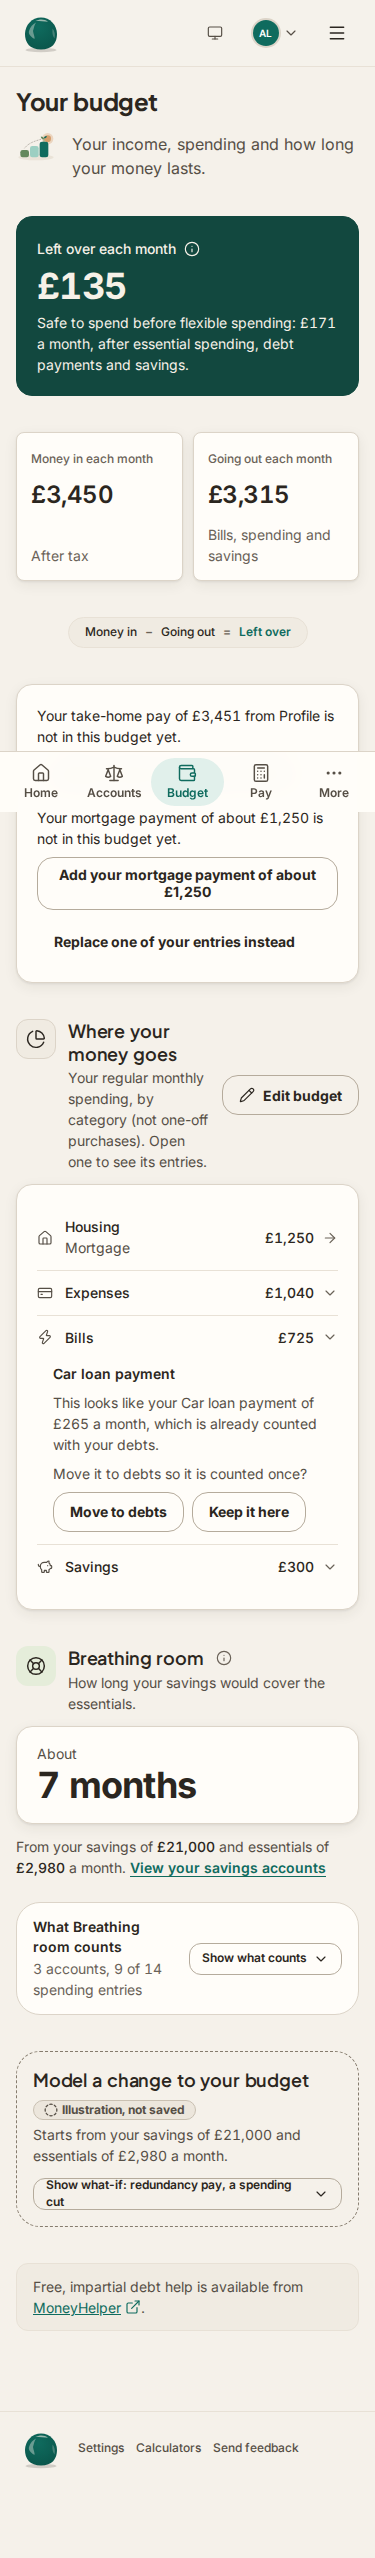 AL
Your budget
Your income, spending and how long
your money lasts.
Left over each month
£135
Safe to spend before flexible spending: £171
a month, after essential spending, debt
payments and savings.
Money in each month
£3,450
After tax
Going out each month
£3,315
Bills, spending and
savings
Money in – Going out = Left over
Your take-home pay of £3,451 from Profile is
not in this budget yet.
Home
Accounts
Budget
Pay
More
Your mortgage payment of about £1,250 is
not in this budget yet.
Add your mortgage payment of about
£1,250
Replace one of your entries instead
Where your
money goes
Your regular monthly
spending, by
category (not one-off
purchases). Open
one to see its entries.
Edit budget
Housing
Mortgage
£1,250
Expenses
£1,040
Bills
£725
Car loan payment
This looks like your Car loan payment of
£265 a month, which is already counted
with your debts.
Move it to debts so it is counted once?
Move to debts
Keep it here
Savings
£300
Breathing room
How long your savings would cover the
essentials.
About
7 months
From your savings of £21,000 and essentials of
£2,980 a month. View your savings accounts
What Breathing
room counts
3 accounts, 9 of 14
spending entries
Show what counts
Model a change to your budget
Illustration, not saved
Starts from your savings of £21,000 and
essentials of £2,980 a month.
Show what-if: redundancy pay, a spending
cut
Free, impartial debt help is available from
MoneyHelper.
Settings
Calculators
Send feedback